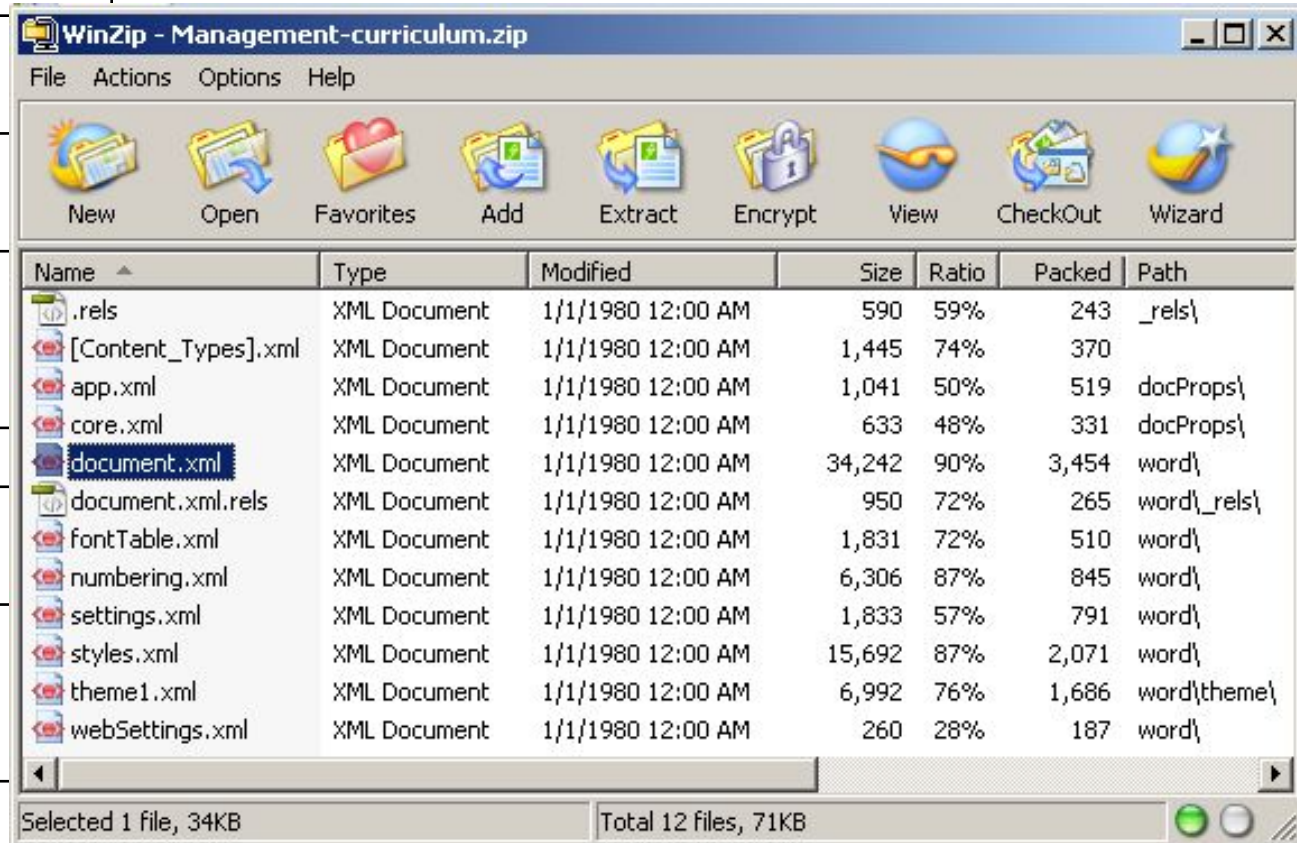 WinZip - Management-curriculum.zip
File Actions Options Help
New Open Favorites Add Extract Encrypt View CheckOut Wizard
Name Type Modified Size Ratio Packed Path
.rels XML Document 1/1/1980 12:00 AM 590 59% 243 _rels\
[Content_Types].xml XML Document 1/1/1980 12:00 AM 1,445 74% 370
app.xml XML Document 1/1/1980 12:00 AM 1,041 50% 519 docProps\
core.xml XML Document 1/1/1980 12:00 AM 633 48% 331 docProps\
document.xml XML Document 1/1/1980 12:00 AM 34,242 90% 3,454 word\
document.xml.rels XML Document 1/1/1980 12:00 AM 950 72% 265 word\_rels\
fontTable.xml XML Document 1/1/1980 12:00 AM 1,831 72% 510 word\
numbering.xml XML Document 1/1/1980 12:00 AM 6,306 87% 845 word\
settings.xml XML Document 1/1/1980 12:00 AM 1,833 57% 791 word\
styles.xml XML Document 1/1/1980 12:00 AM 15,692 87% 2,071 word\
theme1.xml XML Document 1/1/1980 12:00 AM 6,992 76% 1,686 word\theme\
webSettings.xml XML Document 1/1/1980 12:00 AM 260 28% 187 word\
Selected 1 file, 34KB Total 12 files, 71KB